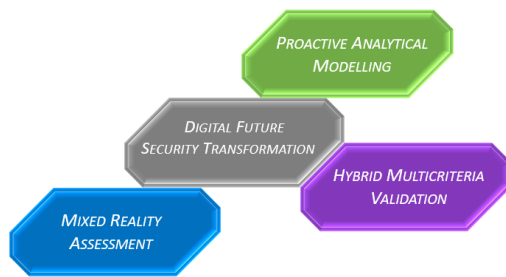 PROACTIVE ANALYTICAL
MODELLING
DIGITAL FUTURE
SECURITY TRANSFORMATION
HYBRID MULTICRITERIA
VALIDATION
MIXED REALITY
ASSESSMENT